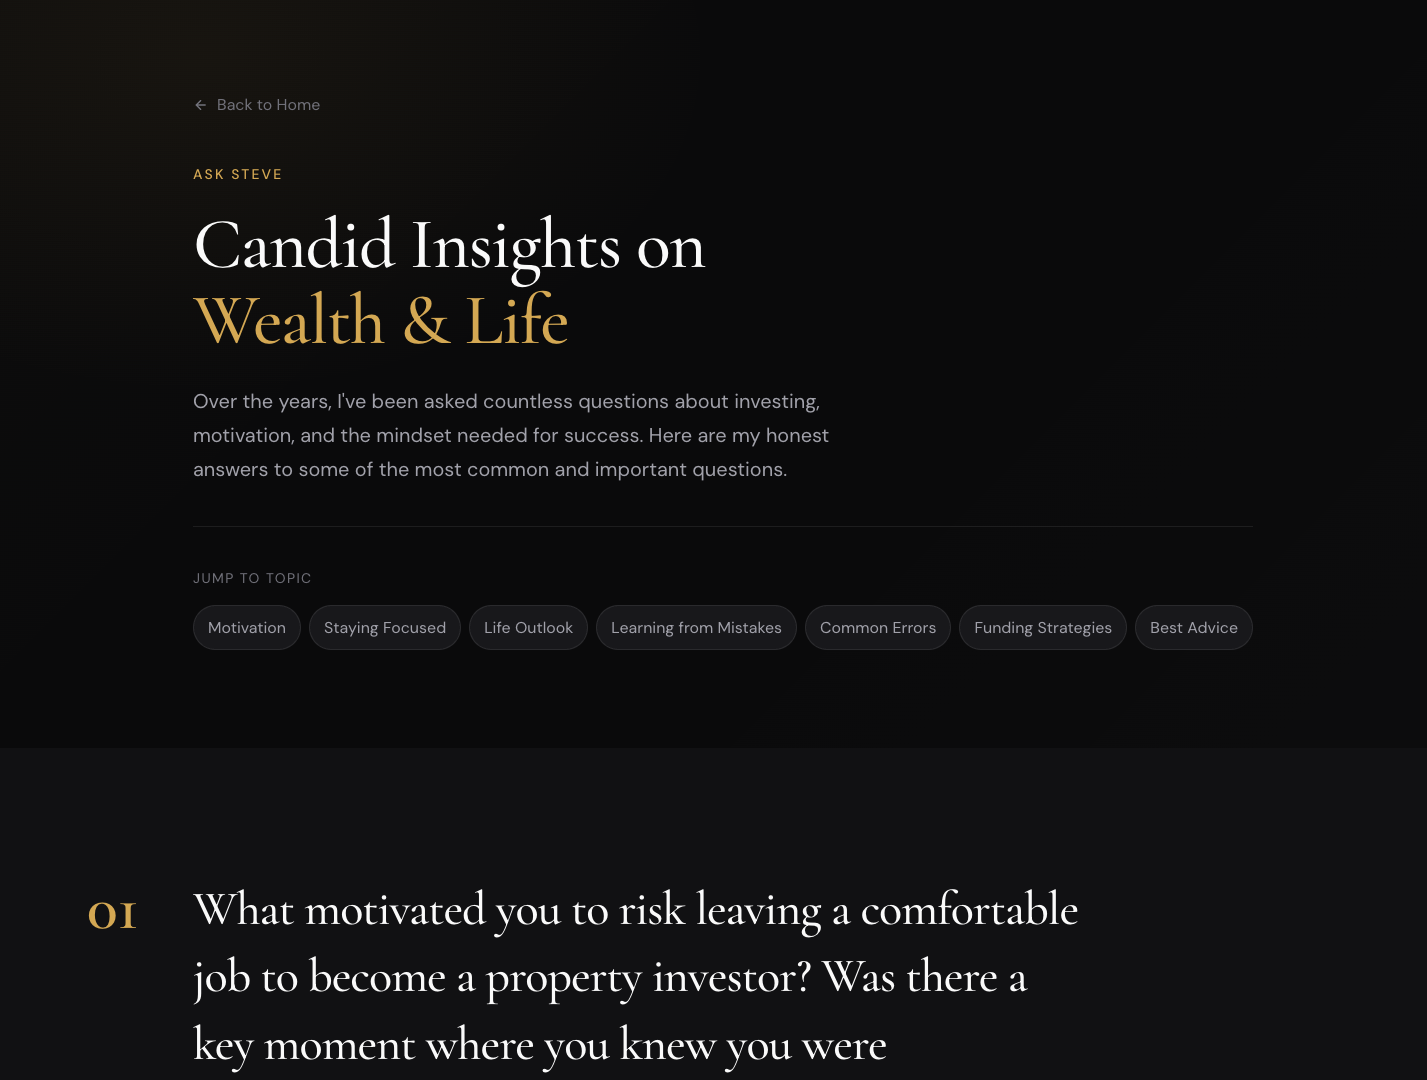 Back to Home
ASK STEVE
Candid Insights on
Wealth & Life
Over the years, I've been asked countless questions about investing,
motivation, and the mindset needed for success. Here are my honest
answers to some of the most common and important questions.
JUMP TO TOPIC
Motivation Staying Focused Life Outlook Learning from Mistakes Common Errors Funding Strategies Best Advice
01 What motivated you to risk leaving a comfortable
job to become a property investor? Was there a
key moment where you knew you were